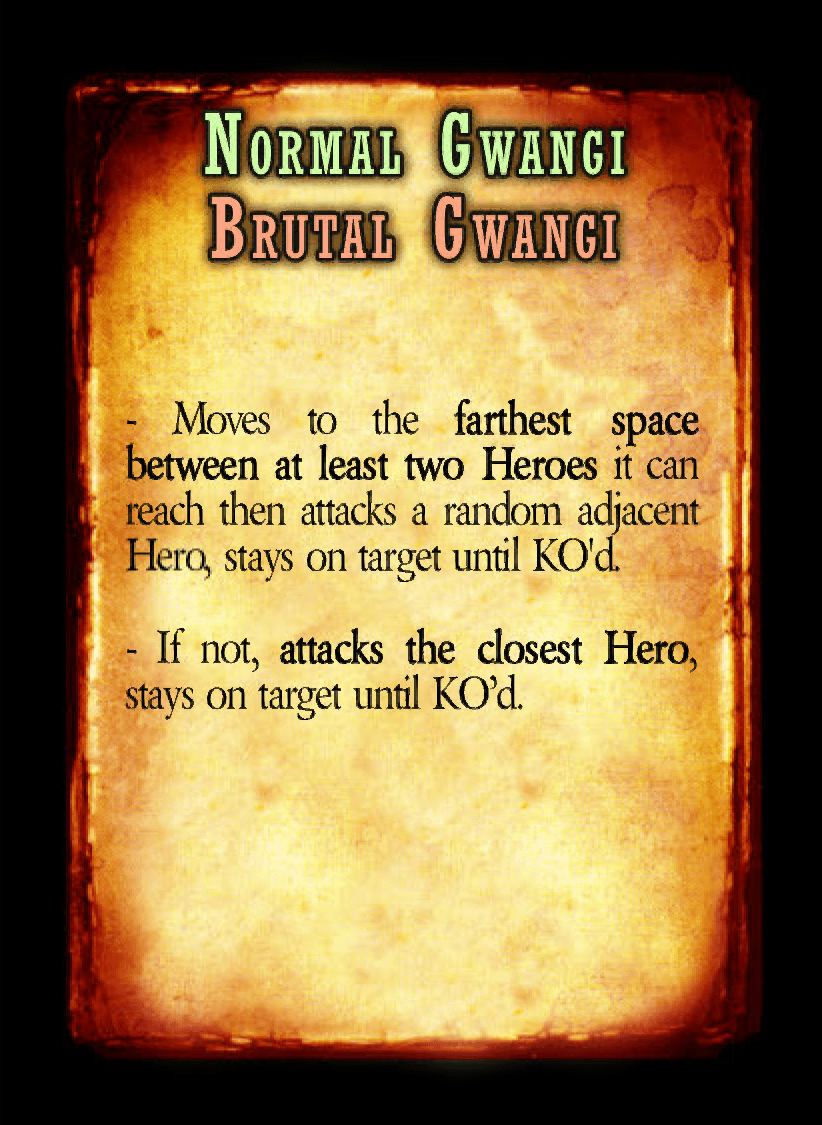 Normal Gwangi
Brutal Gwangi
- Moves to the farthest space
between at least two Heroes it can
reach then attacks a random adjacent
Hero, stays on target until KO'd.
- If not, attacks the closest Hero,
stays on target until KO’d.